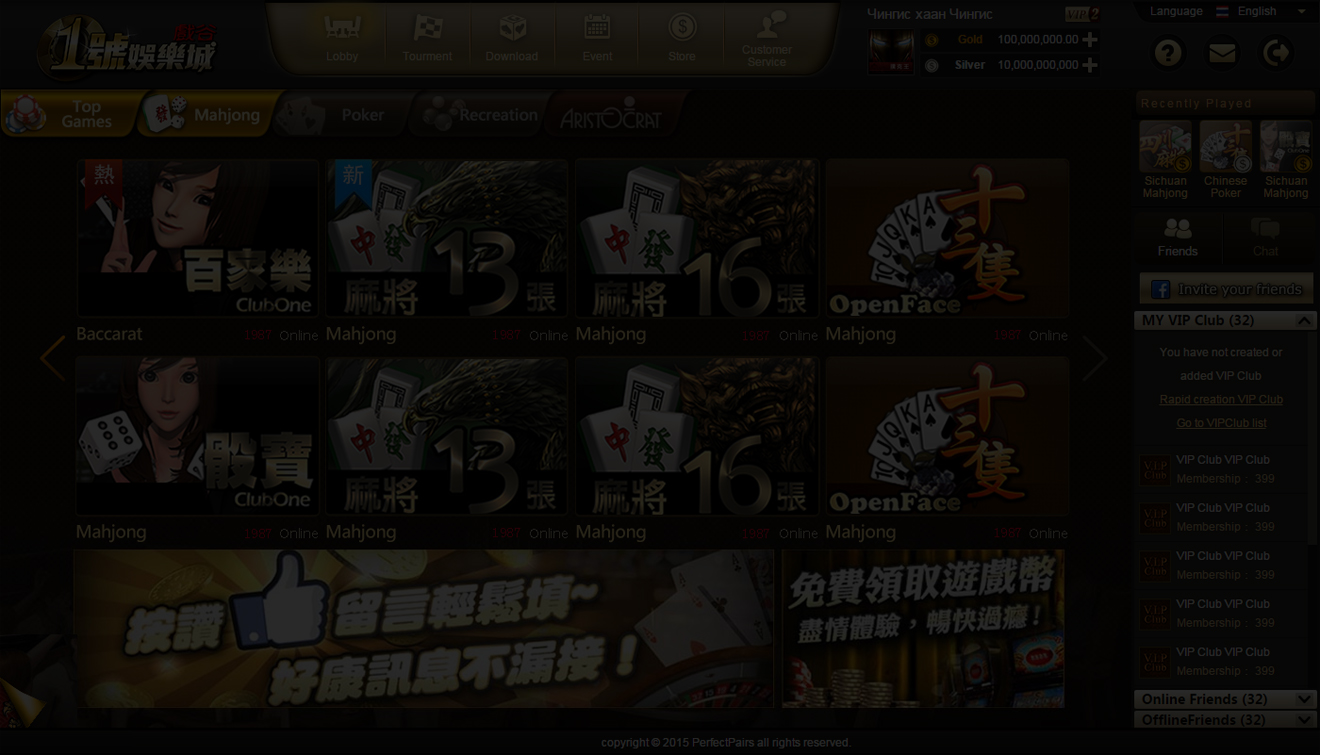 1號娛樂城
戲谷
Lobby
Tourment
Download
Event
Store
Customer
Service
Чингис хаан Чингис
VIP 2
Gold 100,000,000.00
Silver 10,000,000,000
Language English
Top
Games
Mahjong
Poker
Recreation
ARISTOCRAT
Recently Played
Sichuan
Mahjong
Chinese
Poker
Sichuan
Mahjong
Friends
Chat
Invite your friends
MY VIP Club (32)
You have not created or
added VIP Club
Rapid creation VIP Club
Go to VIPClub list
VIP Club VIP Club
Membership : 399
VIP Club VIP Club
Membership : 399
VIP Club VIP Club
Membership : 399
VIP Club VIP Club
Membership : 399
VIP Club VIP Club
Membership : 399
Online Friends (32)
OfflineFriends (32)
熱
百家樂
ClubOne
新
中 發
13
麻將 張
中 發
16
麻將 張
十三隻
OpenFace
Baccarat 1987 Online
Mahjong 1987 Online
Mahjong 1987 Online
Mahjong 1987 Online
骰寶
ClubOne
中 發
13
麻將 張
中 發
16
麻將 張
十三隻
OpenFace
Mahjong 1987 Online
Mahjong 1987 Online
Mahjong 1987 Online
Mahjong 1987 Online
按讚 留言輕鬆填~
好康訊息不漏接！
免費領取遊戲幣
盡情體驗，暢快過癮！
copyright © 2015 PerfectPairs all rights reserved.